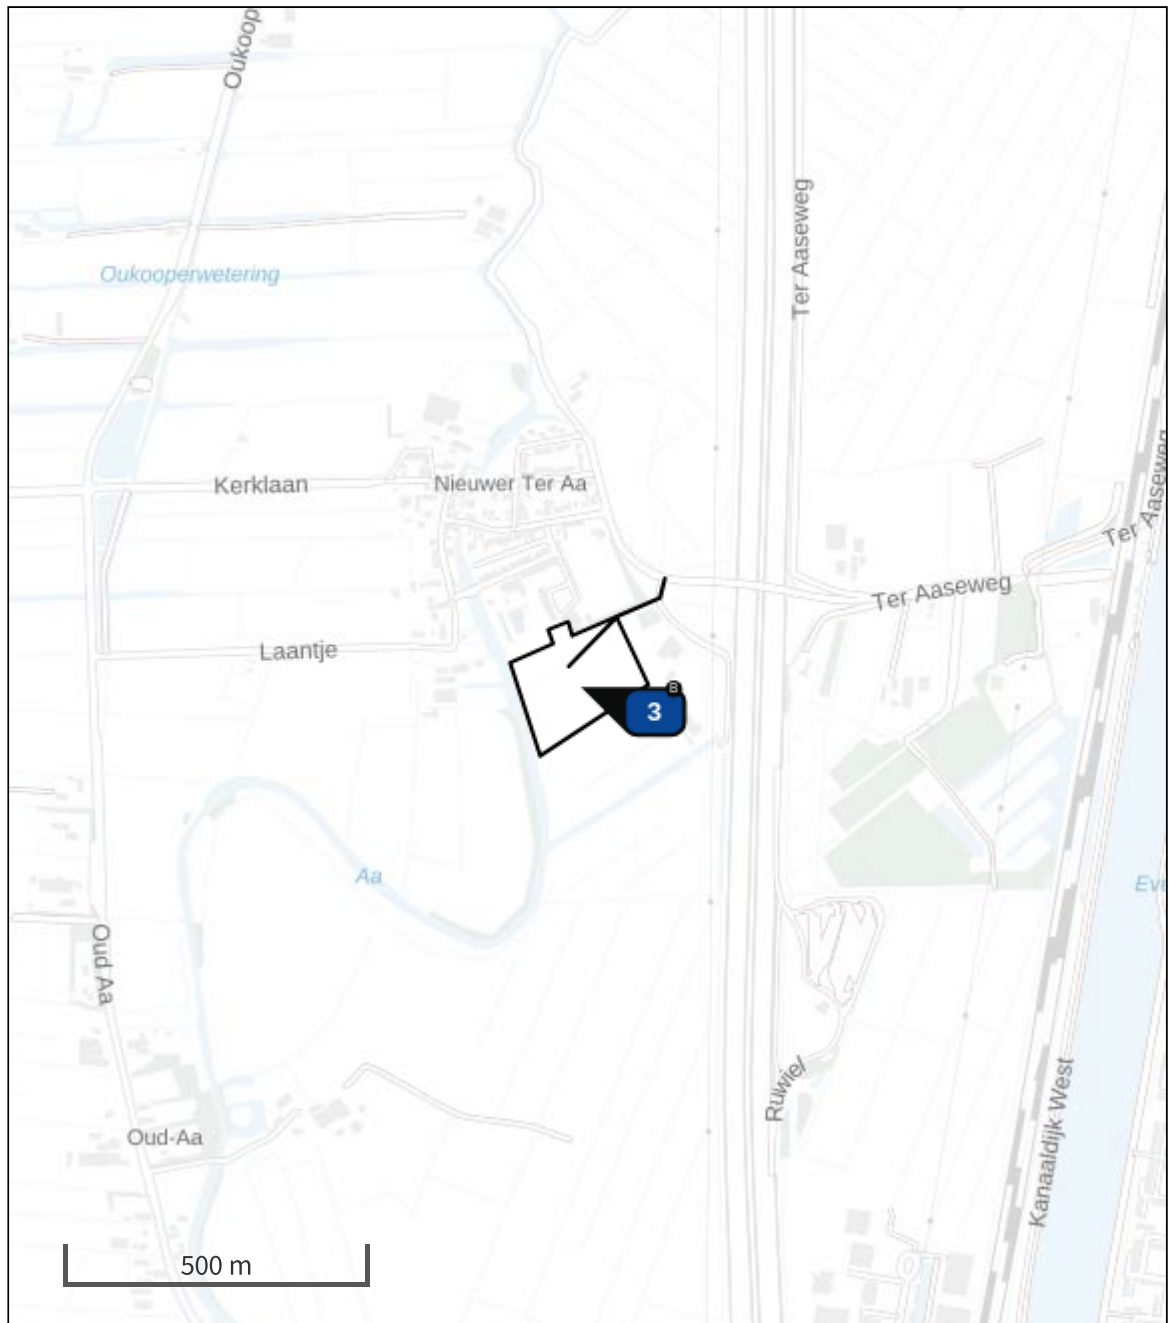 Oukoop
Ter Aaseweg
Oukooperwetering
Kerklaan
Nieuwer Ter Aa
Ter Aaseweg
Ter Aaseweg
Laantje
B
3
Aa
Oud Aa
Ruwiel
Kanaaldijk West
Oud-Aa
500 m